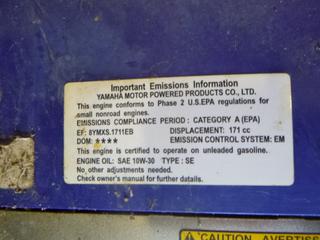 Important Emissions Information
YAMAHA MOTOR POWERED PRODUCTS CO., LTD.
This engine conforms to Phase 2 U.S.EPA regulations for
small nonroad engines.
EMISSIONS COMPLIANCE PERIOD : CATEGORY A (EPA)
EF: 8YMXS.1711EB DISPLACEMENT: 171 cc
DOM: **** EMISSION CONTROL SYSTEM: EM
This engine is certified to operate on unleaded gasoline.
ENGINE OIL: SAE 10W-30 TYPE : SE
No other adjustments needed.
Check owner's manual for further details.
CAUTION AVERTISS